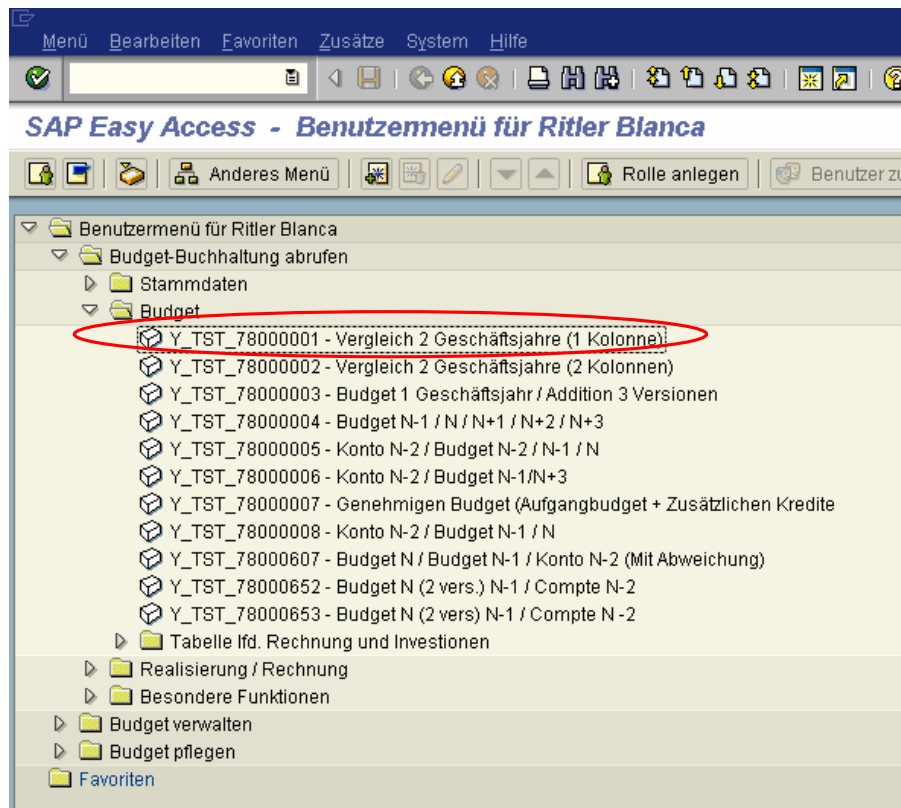 Menü Bearbeiten Favoriten Zusätze System Hilfe
SAP Easy Access - Benutzermenü für Ritler Blanca
Anderes Menü Rolle anlegen Benutzer zu
Benutzermenü für Ritler Blanca
Budget-Buchhaltung abrufen
Stammdaten
Budget
Y_TST_78000001 - Vergleich 2 Geschäftsjahre (1 Kolonne)
Y_TST_78000002 - Vergleich 2 Geschäftsjahre (2 Kolonnen)
Y_TST_78000003 - Budget 1 Geschäftsjahr / Addition 3 Versionen
Y_TST_78000004 - Budget N-1 / N / N+1 / N+2 / N+3
Y_TST_78000005 - Konto N-2 / Budget N-2 / N-1 / N
Y_TST_78000006 - Konto N-2 / Budget N-1/N+3
Y_TST_78000007 - Genehmigen Budget (Aufgangbudget + Zusätzlichen Kredite
Y_TST_78000008 - Konto N-2 / Budget N-1 / N
Y_TST_78000607 - Budget N / Budget N-1 / Konto N-2 (Mit Abweichung)
Y_TST_78000652 - Budget N (2 vers.) N-1 / Compte N-2
Y_TST_78000653 - Budget N (2 vers) N-1 / Compte N -2
Tabelle lfd. Rechnung und Investionen
Realisierung / Rechnung
Besondere Funktionen
Budget verwalten
Budget pflegen
Favoriten